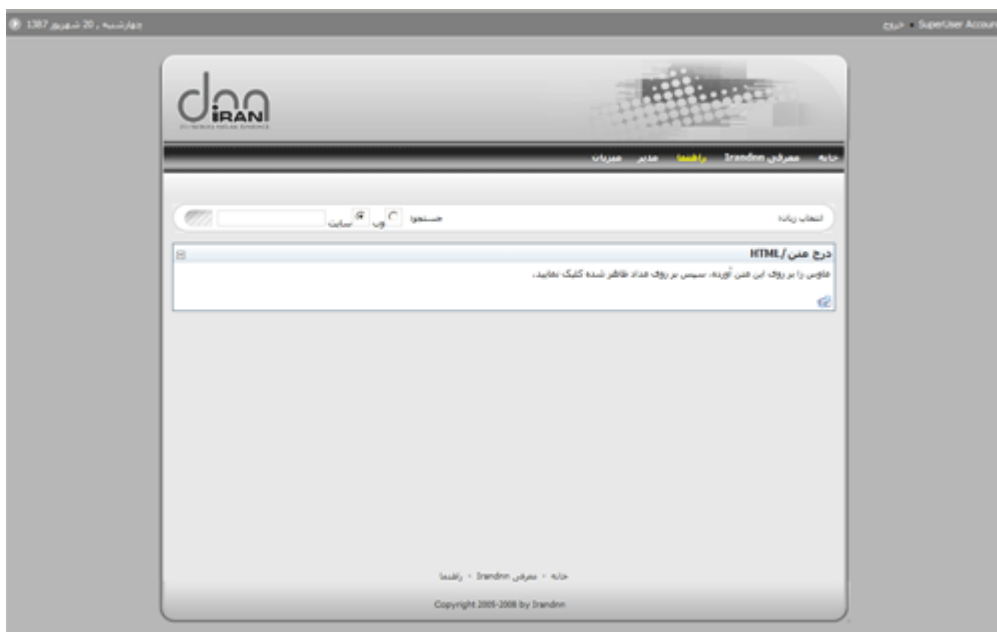 SuperUser Accoun • خروج
چهارشنبه , 20 شهریور 1387
dnn
IRAN
خانه معرفی Irandnn راهنما مدیر میزبان
انتخاب زبان:
جستجو: وب سایت
درج متن/HTML
ماوس را بر روی این متن آورده، سپس بر روی مداد ظاهر شده کلیک نمایید.
خانه معرفی Irandnn راهنما
Copyright 2005-2008 by Irandnn